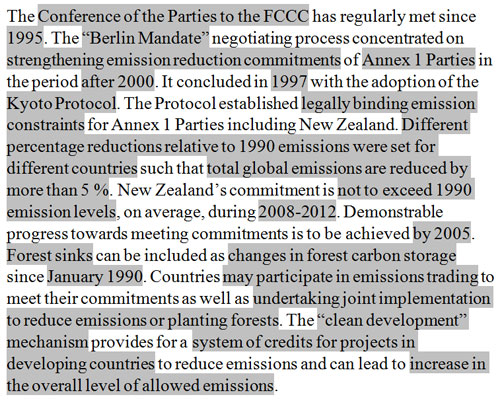 The Conference of the Parties to the FCCC has regularly met since
1995. The “Berlin Mandate” negotiating process concentrated on
strengthening emission reduction commitments of Annex 1 Parties in
the period after 2000. It concluded in 1997 with the adoption of the
Kyoto Protocol. The Protocol established legally binding emission
constraints for Annex 1 Parties including New Zealand. Different
percentage reductions relative to 1990 emissions were set for
different countries such that total global emissions are reduced by
more than 5 %. New Zealand’s commitment is not to exceed 1990
emission levels, on average, during 2008-2012. Demonstrable
progress towards meeting commitments is to be achieved by 2005.
Forest sinks can be included as changes in forest carbon storage
since January 1990. Countries may participate in emissions trading to
meet their commitments as well as undertaking joint implementation
to reduce emissions or planting forests. The “clean development”
mechanism provides for a system of credits for projects in
developing countries to reduce emissions and can lead to increase in
the overall level of allowed emissions.